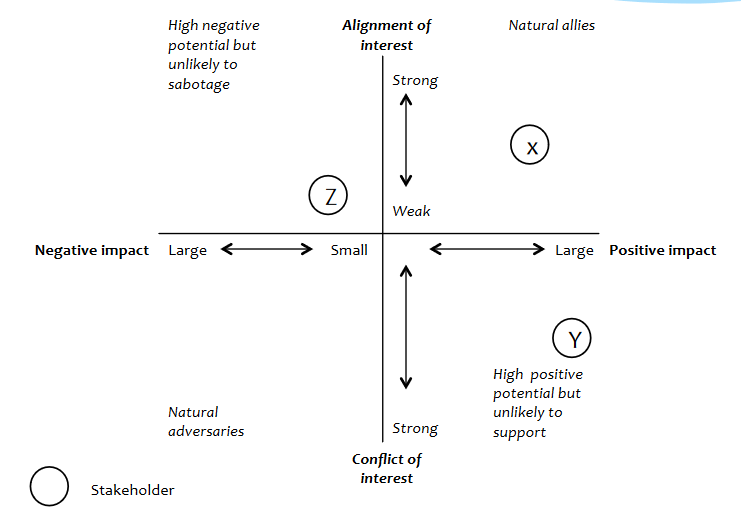 High negative
potential but
unlikely to
sabotage
Alignment of
interest
Natural allies
Strong
X
Z
Weak
Negative impact
Large
Small
Large
Positive impact
Y
High positive
potential but
unlikely to
support
Natural
adversaries
Strong
Conflict of
interest
Stakeholder